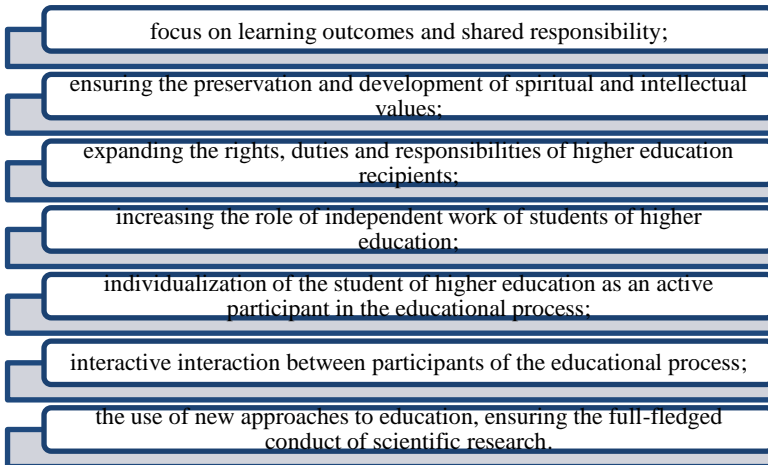 focus on learning outcomes and shared responsibility;
ensuring the preservation and development of spiritual and intellectual
values;
expanding the rights, duties and responsibilities of higher education
recipients;
increasing the role of independent work of students of higher
education;
individualization of the student of higher education as an active
participant in the educational process;
interactive interaction between participants of the educational process;
the use of new approaches to education, ensuring the full-fledged
conduct of scientific research.